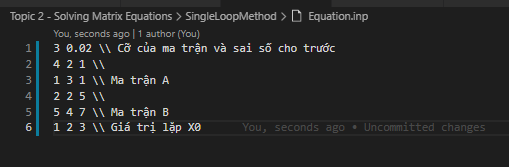 Topic 2 - Solving Matrix Equations > SingleLoopMethod > Equation.inp
You, seconds ago | 1 author (You)
1 3 0.02 \\ Cỡ của ma trận và sai số cho trước
2 4 2 1 \\
3 1 3 1 \\ Ma trận A
4 2 2 5 \\
5 5 4 7 \\ Ma trận B
6 1 2 3 \\ Giá trị lặp X0 You, seconds ago • Uncommitted changes